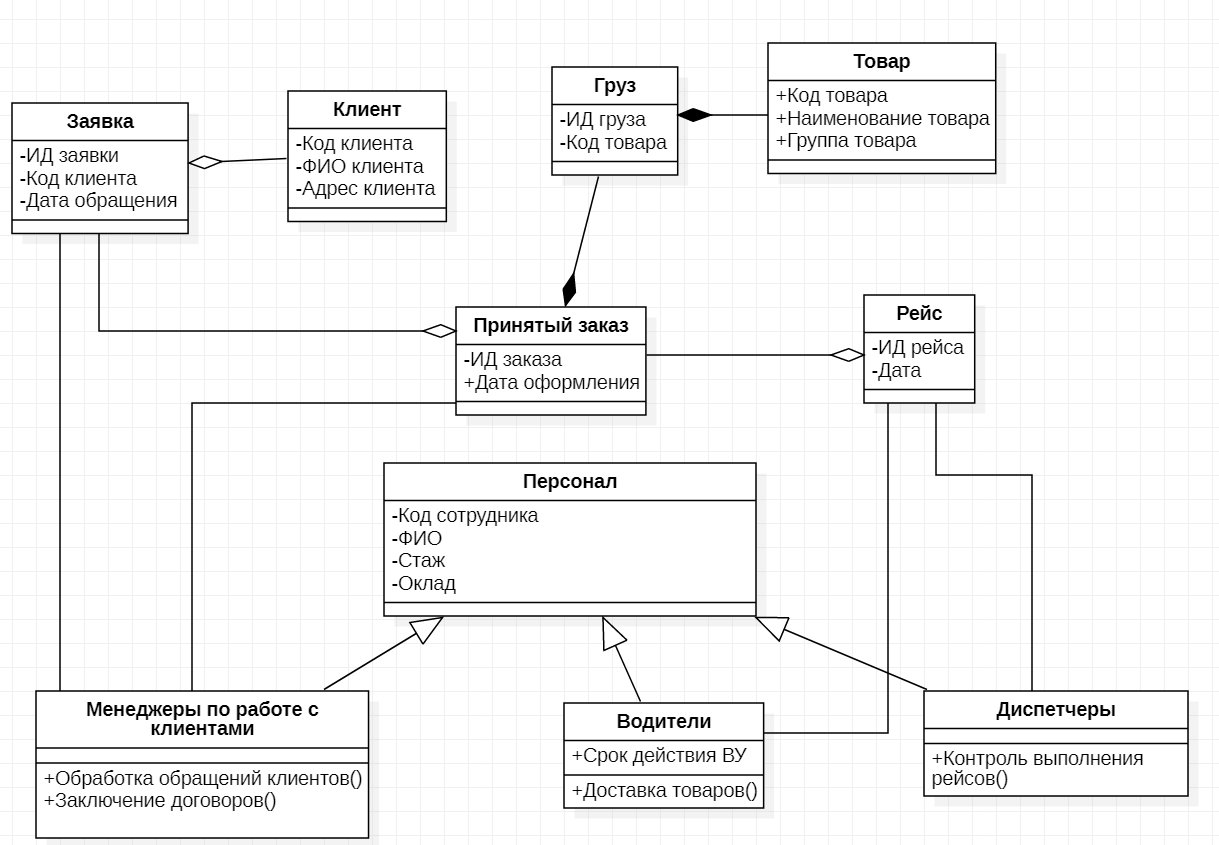 Заявка
-ИД заявки
-Код клиента
-Дата обращения
Клиент
-Код клиента
-ФИО клиента
-Адрес клиента
Груз
-ИД груза
-Код товара
Товар
+Код товара
+Наименование товара
+Группа товара
Принятый заказ
-ИД заказа
+Дата оформления
Рейс
-ИД рейса
-Дата
Персонал
-Код сотрудника
-ФИО
-Стаж
-Оклад
Менеджеры по работе с
клиентами
+Обработка обращений клиентов()
+Заключение договоров()
Водители
+Срок действия ВУ
+Доставка товаров()
Диспетчеры
+Контроль выполнения
рейсов()